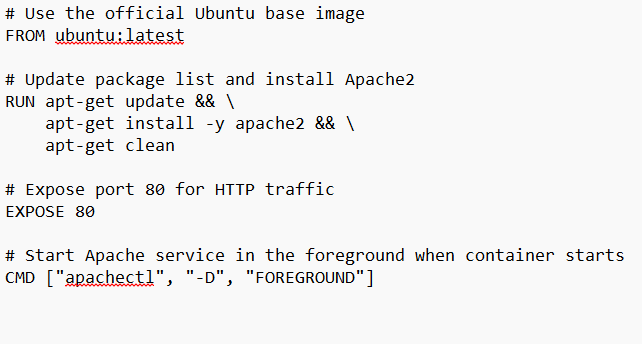 # Use the official Ubuntu base image
FROM ubuntu:latest
# Update package list and install Apache2
RUN apt-get update && \
    apt-get install -y apache2 && \
    apt-get clean
# Expose port 80 for HTTP traffic
EXPOSE 80
# Start Apache service in the foreground when container starts
CMD ["apachectl", "-D", "FOREGROUND"]